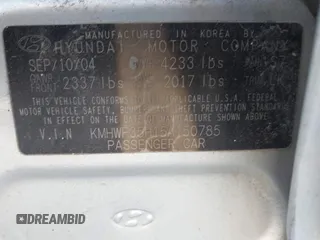 MANUFACTURED IN KOREA BY
HYUNDAI MOTOR COMPANY
SEP/10/04 4233 lbs
FRONT 2337 lbs 2017 lbs
THIS VEHICLE CONFORMS TO ALL APPLICABLE U.S.A. FEDERAL
MOTOR VEHICLE SAFETY AND THEFT PREVENTION STANDARDS
IN EFFECT ON THE DATE OF MANUFACTURE SHOWN ABOVE.
V.I.N
PASSENGER CAR
DREAMBID